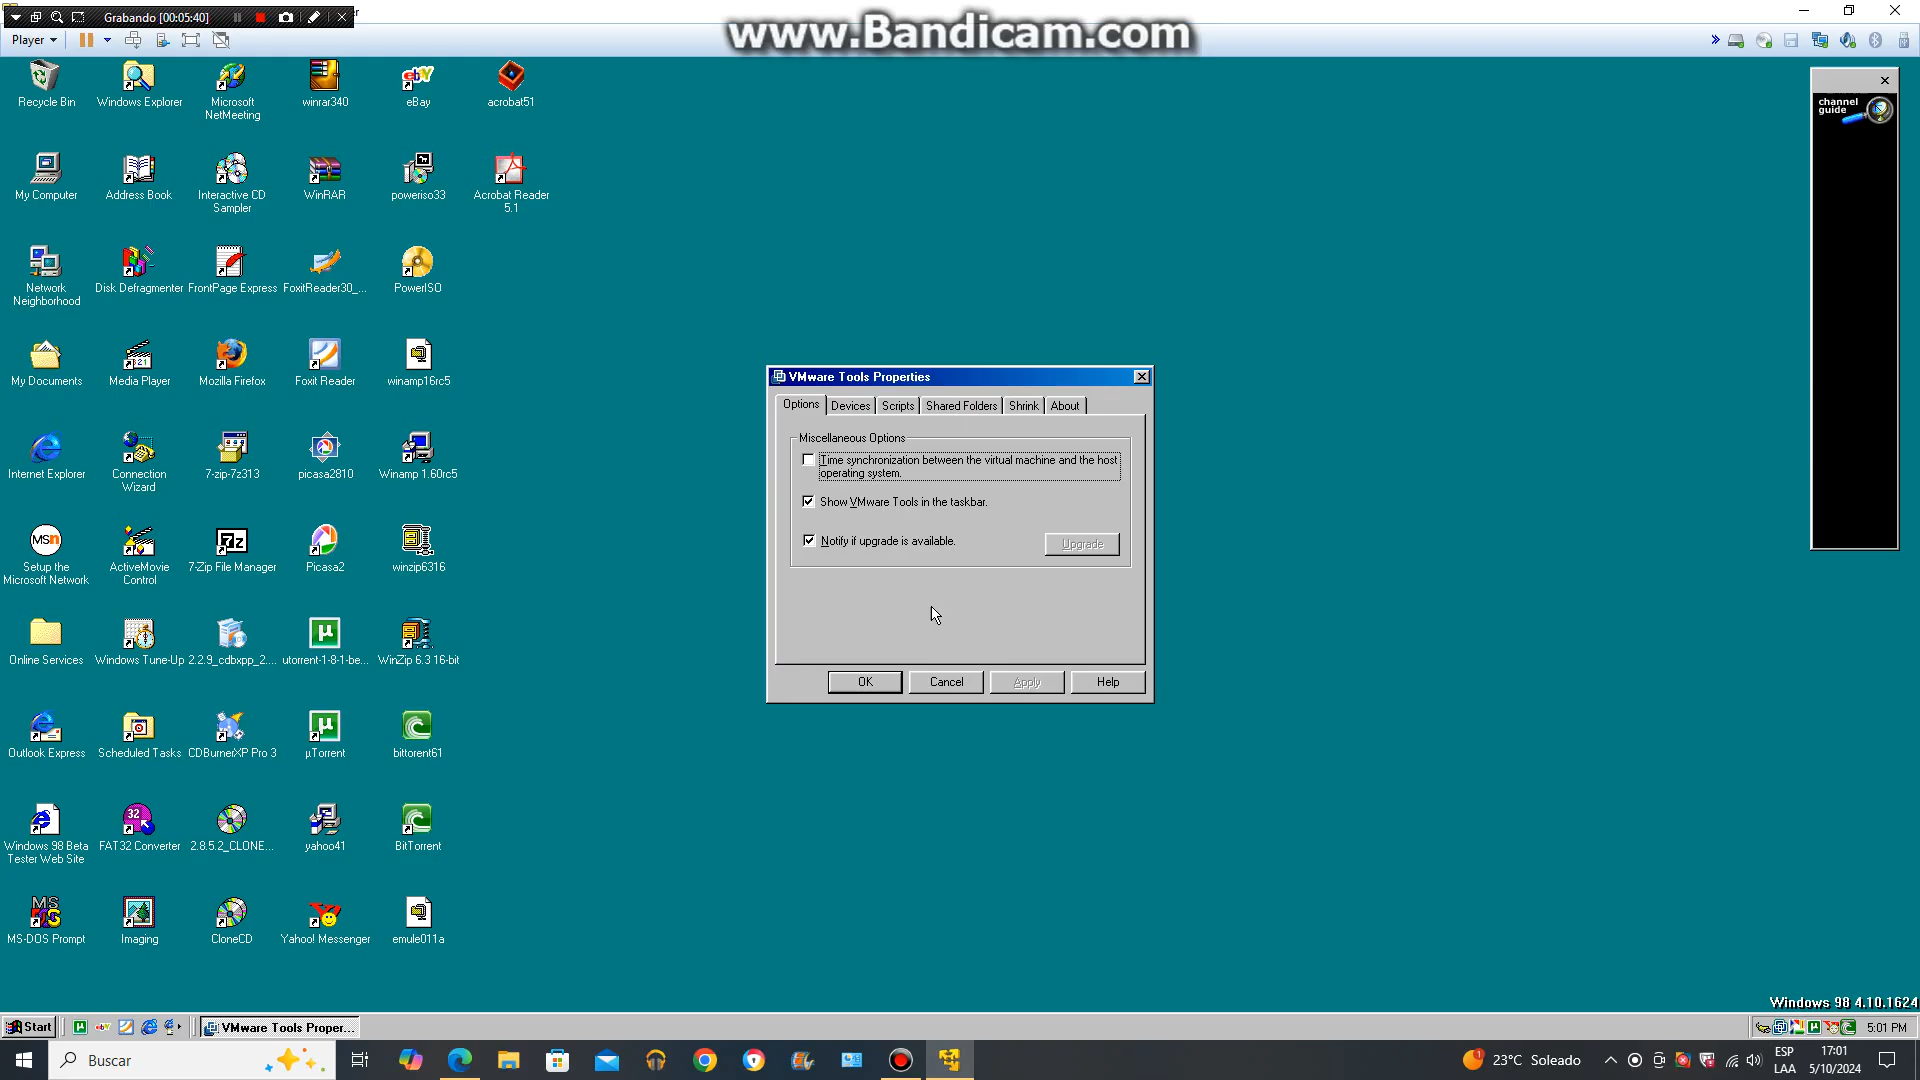 Grabando [00:05:40]
www.Bandicam.com
Player
Recycle Bin
Windows Explorer
Microsoft
NetMeeting
winrar340
eBay
acrobat51
channel
guide
My Computer
Address Book
Interactive CD
Sampler
WinRAR
poweriso33
Acrobat Reader
5.1
Network
Neighborhood
Disk Defragmenter
FrontPage Express
FoxitReader30_...
PowerISO
My Documents
Media Player
Mozilla Firefox
Foxit Reader
winamp16rc5
VMware Tools Properties
Options
Devices
Scripts
Shared Folders
Shrink
About
Miscellaneous Options
Time synchronization between the virtual machine and the host
operating system.
Show VMware Tools in the taskbar.
Notify if upgrade is available.
Upgrade
OK
Cancel
Apply
Help
Internet Explorer
Connection
Wizard
7-zip-7z313
picasa2810
Winamp 1.60rc5
MSn
Setup the
Microsoft Network
ActiveMovie
Control
7-Zip File Manager
Picasa2
winzip6316
Online Services
Windows Tune-Up
2.2.9_cdbxpp_2....
utorrent-1-8-1-be...
WinZip 6.3 16-bit
Outlook Express
Scheduled Tasks
CDBurnerXP Pro 3
µTorrent
bittorent61
Windows 98 Beta
Tester Web Site
FAT32 Converter
2.8.5.2_CLONE...
yahoo41
BitTorrent
MS-DOS Prompt
Imaging
CloneCD
Yahoo! Messenger
emule011a
Windows 98 4.10.1624
Start
VMware Tools Proper...
5:01 PM
Buscar
23°C Soleado
ESP
LAA
17:01
5/10/2024